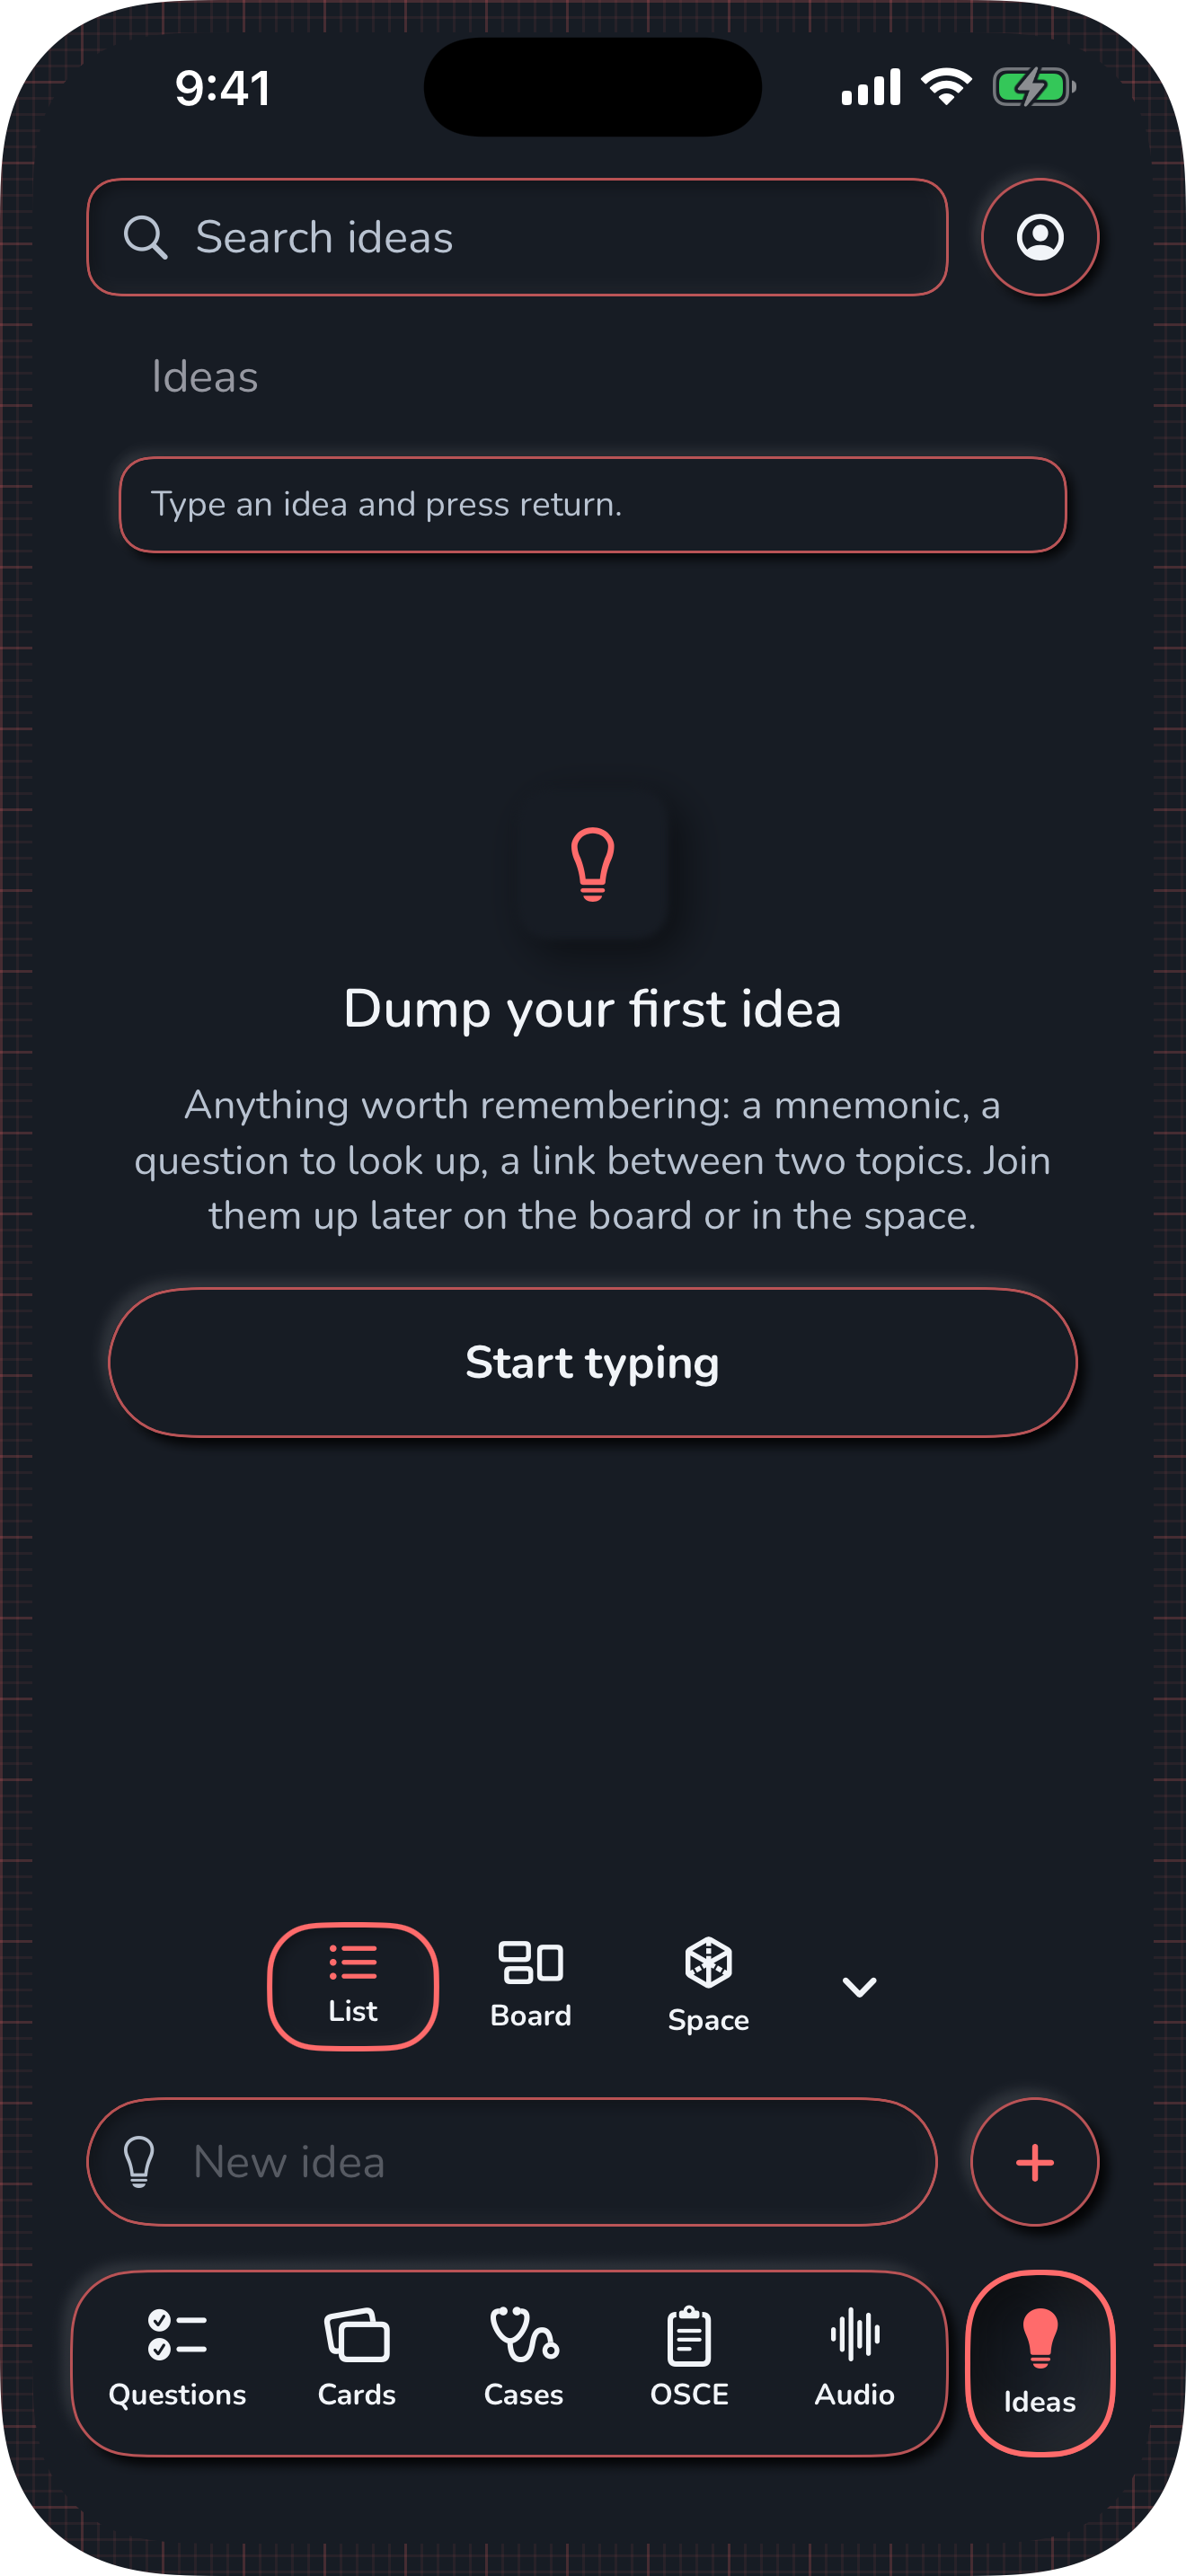 9:41
Search ideas
Ideas
Type an idea and press return.
Dump your first idea
Anything worth remembering: a mnemonic, a
question to look up, a link between two topics. Join
them up later on the board or in the space.
Start typing
List
Board
Space
New idea
Questions
Cards
Cases
OSCE
Audio
Ideas